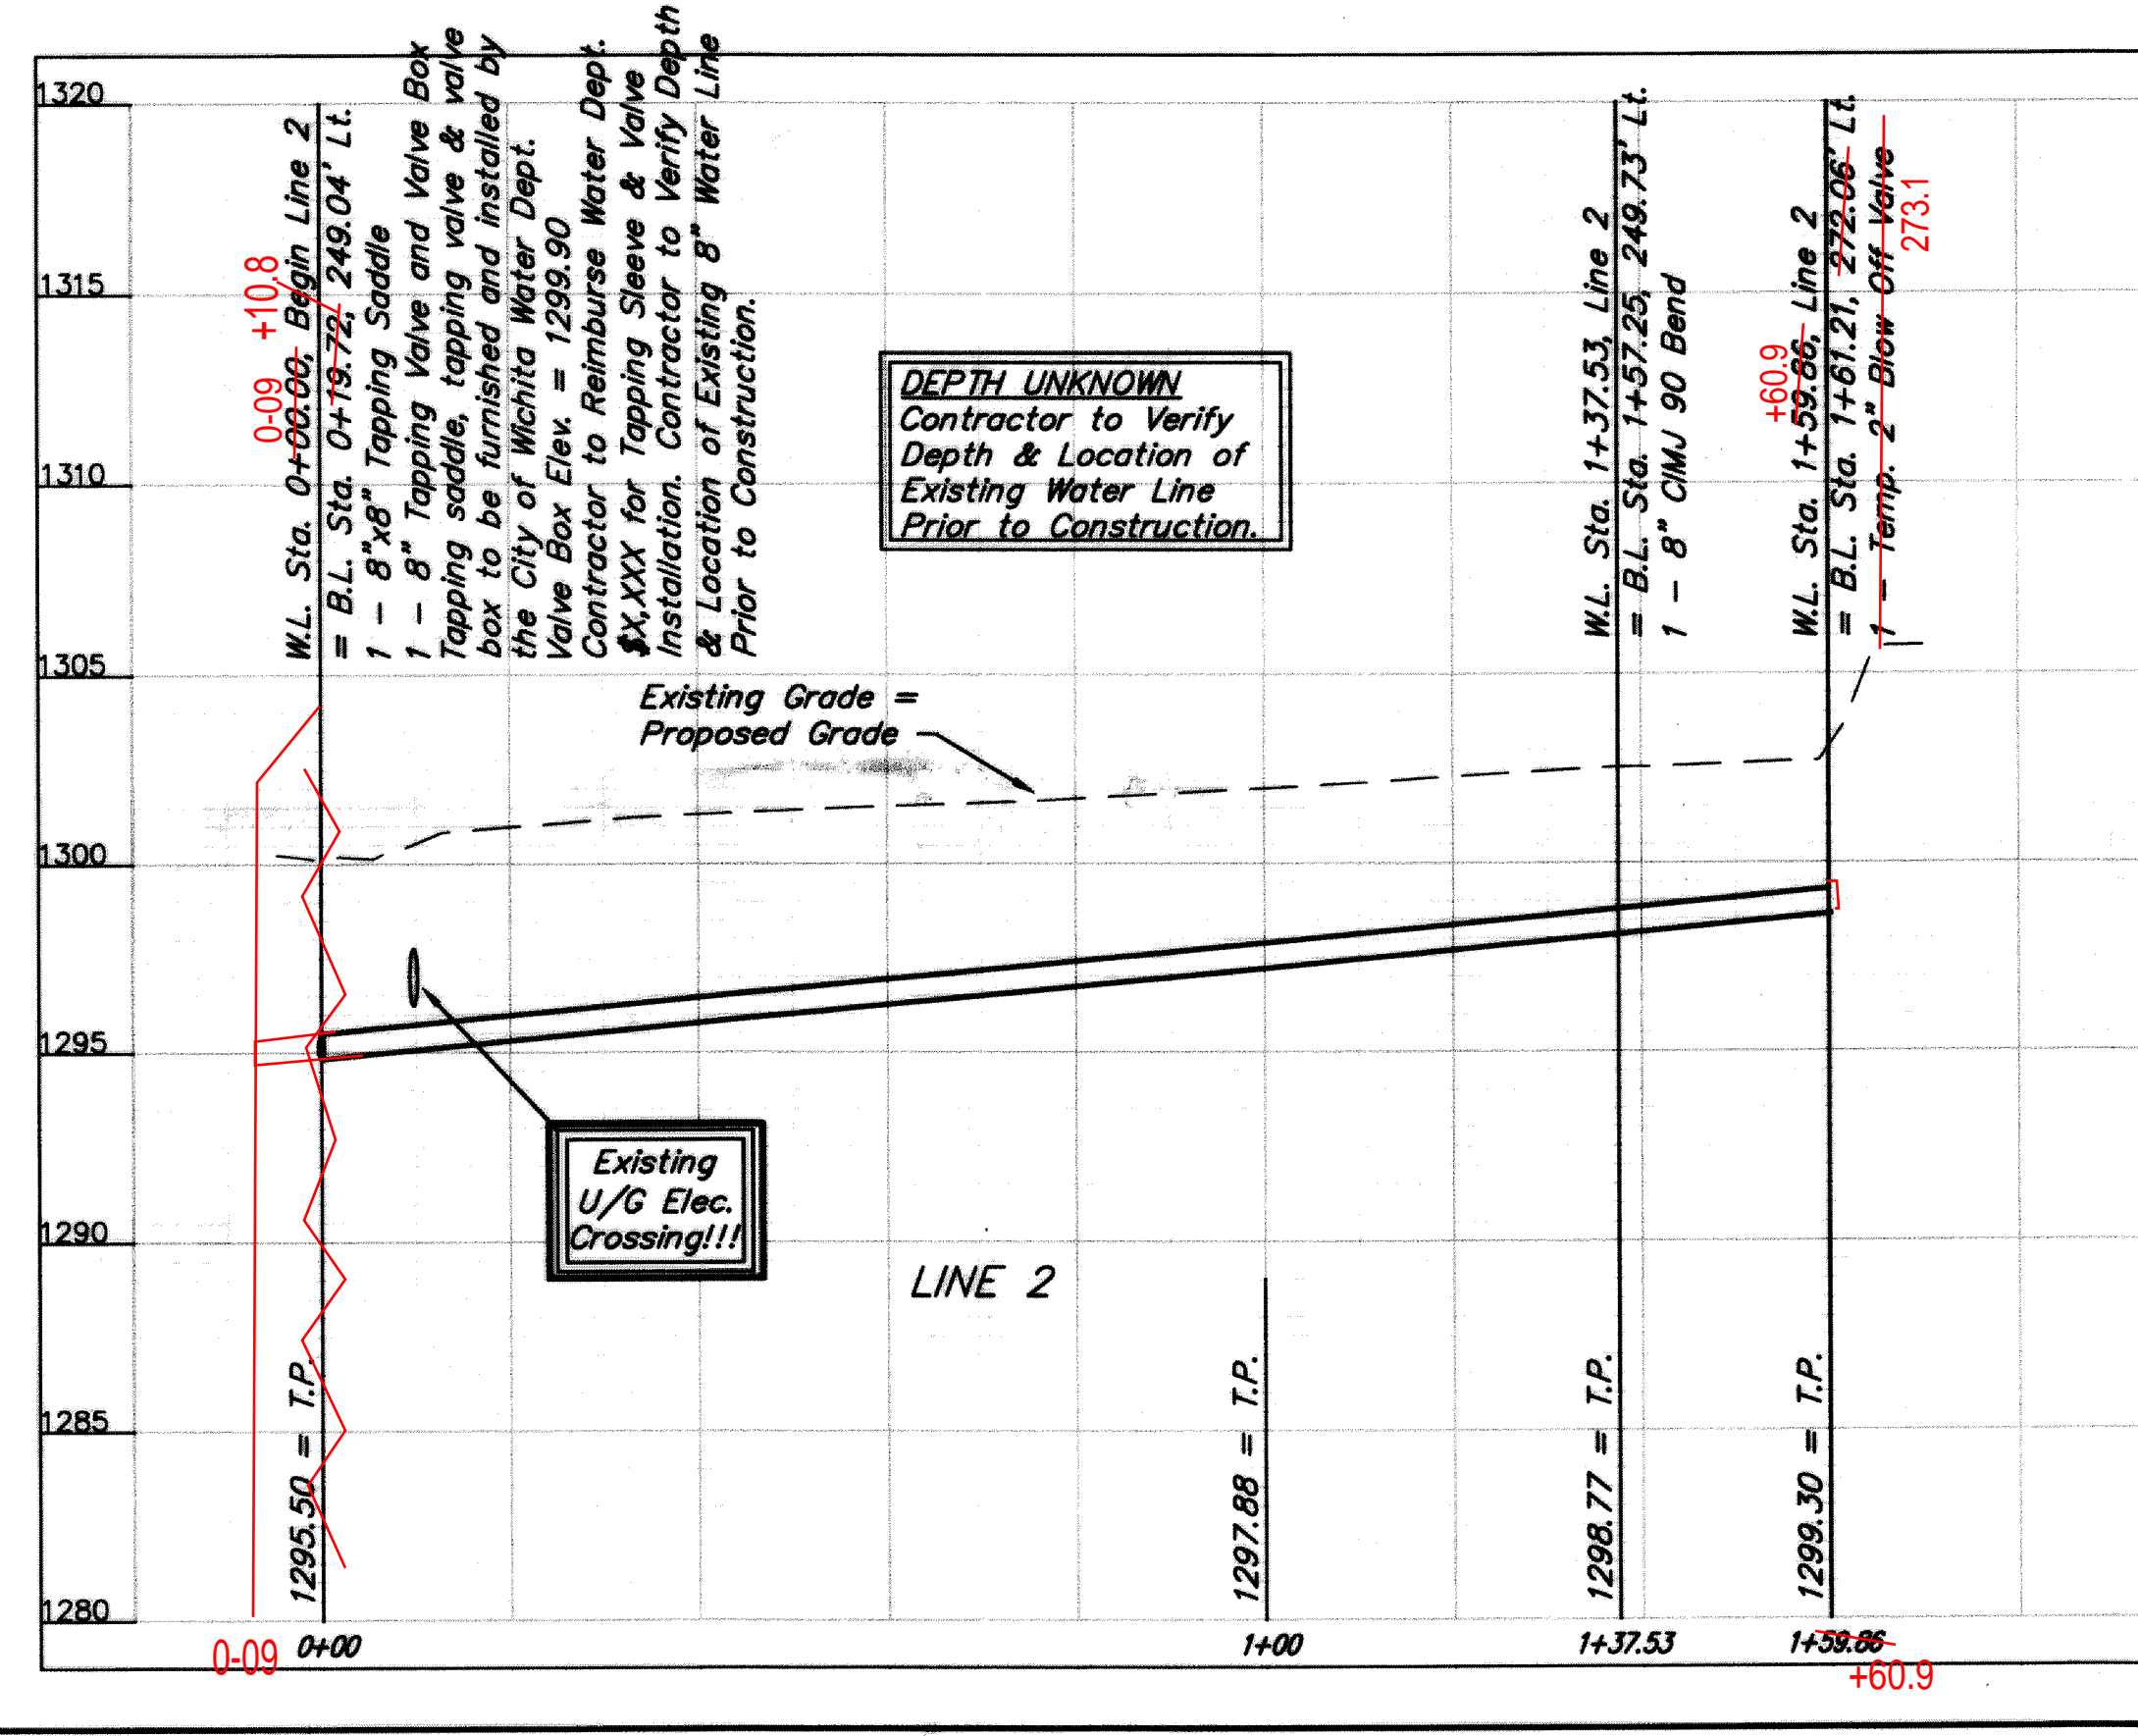 1320
1315
1310
1305
1300
1295
1290
1285
1280
W.L. Sta. 0+00.00, Begin Line 2
= B.L. Sta. 0+19.72, 249.04' Lt.
1 - 8"x8" Tapping Saddle
1 - 8" Tapping Valve and Valve Box
Tapping saddle, tapping valve & valve
box to be furnished and installed by
the City of Wichita Water Dept.
Valve Box Elev. = 1299.90
Contractor to Reimburse Water Dept.
$X,XXX for Tapping Sleeve & Valve
Installation. Contractor to Verify Depth
& Location of Existing 8" Water Line
Prior to Construction.
0-09
+10.8
DEPTH UNKNOWN
Contractor to Verify
Depth & Location of
Existing Water Line
Prior to Construction.
W.L. Sta. 1+37.53, Line 2
= B.L. Sta. 1+57.25, 249.73' Lt.
1 - 8" CIMJ 90 Bend
W.L. Sta. 1+59.86, Line 2
= B.L. Sta. 1+61.21, 272.06' Lt.
1 - Temp. 2" Blow Off Valve
+60.9
273.1
Existing Grade =
Proposed Grade
Existing
U/G Elec.
Crossing!!!
LINE 2
1295.50 = T.P.
1297.88 = T.P.
1298.77 = T.P.
1299.30 = T.P.
0-09
0+00
1+00
1+37.53
1+59.86
+60.9